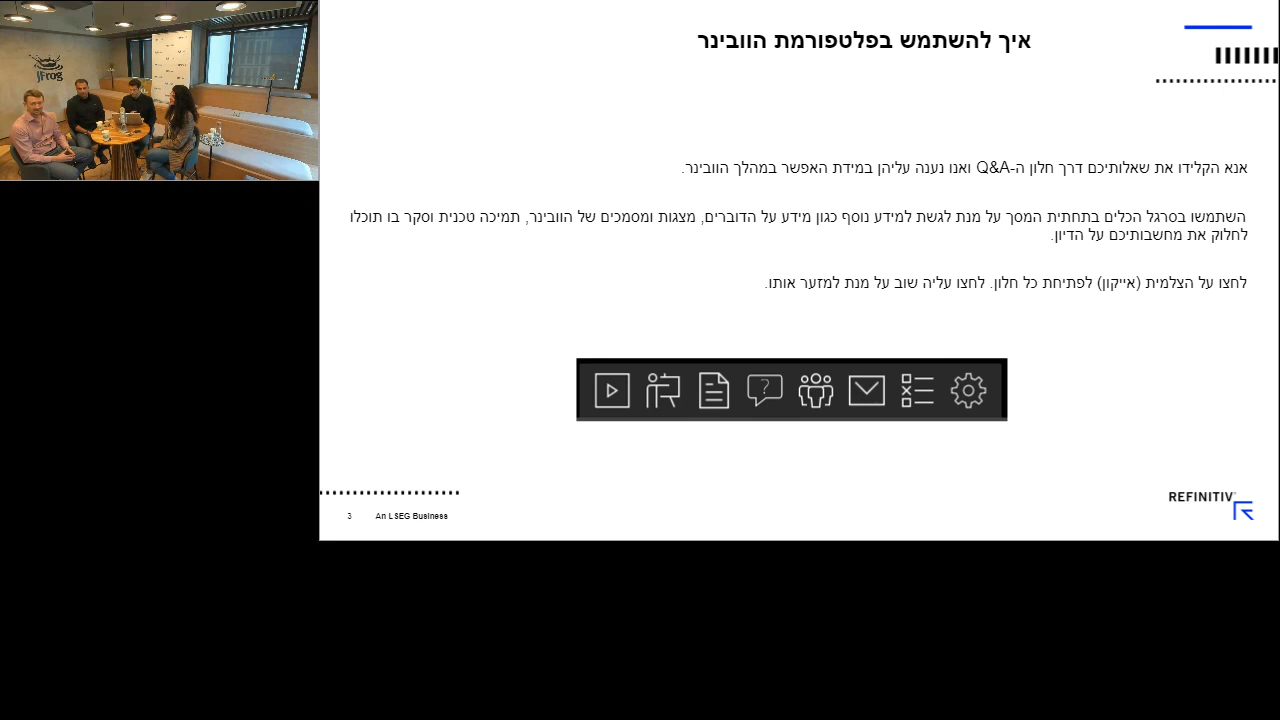 JFrog
איך להשתמש בפלטפורמת הוובינר
אנא הקלידו את שאלותיכם דרך חלון ה-Q&A ואנו נענה עליהן במידת האפשר במהלך הוובינר.
השתמשו בסרגל הכלים בתחתית המסך על מנת לגשת למידע נוסף כגון מידע על הדוברים, מצגות ומסמכים של הוובינר, תמיכה טכנית וסקר בו תוכלו
לחלוק את מחשבותיכם על הדיון.
לחצו על הצלמית (אייקון) לפתיחת כל חלון. לחצו עליה שוב על מנת למזער אותו.
REFINITIV
3 An LSEG Business